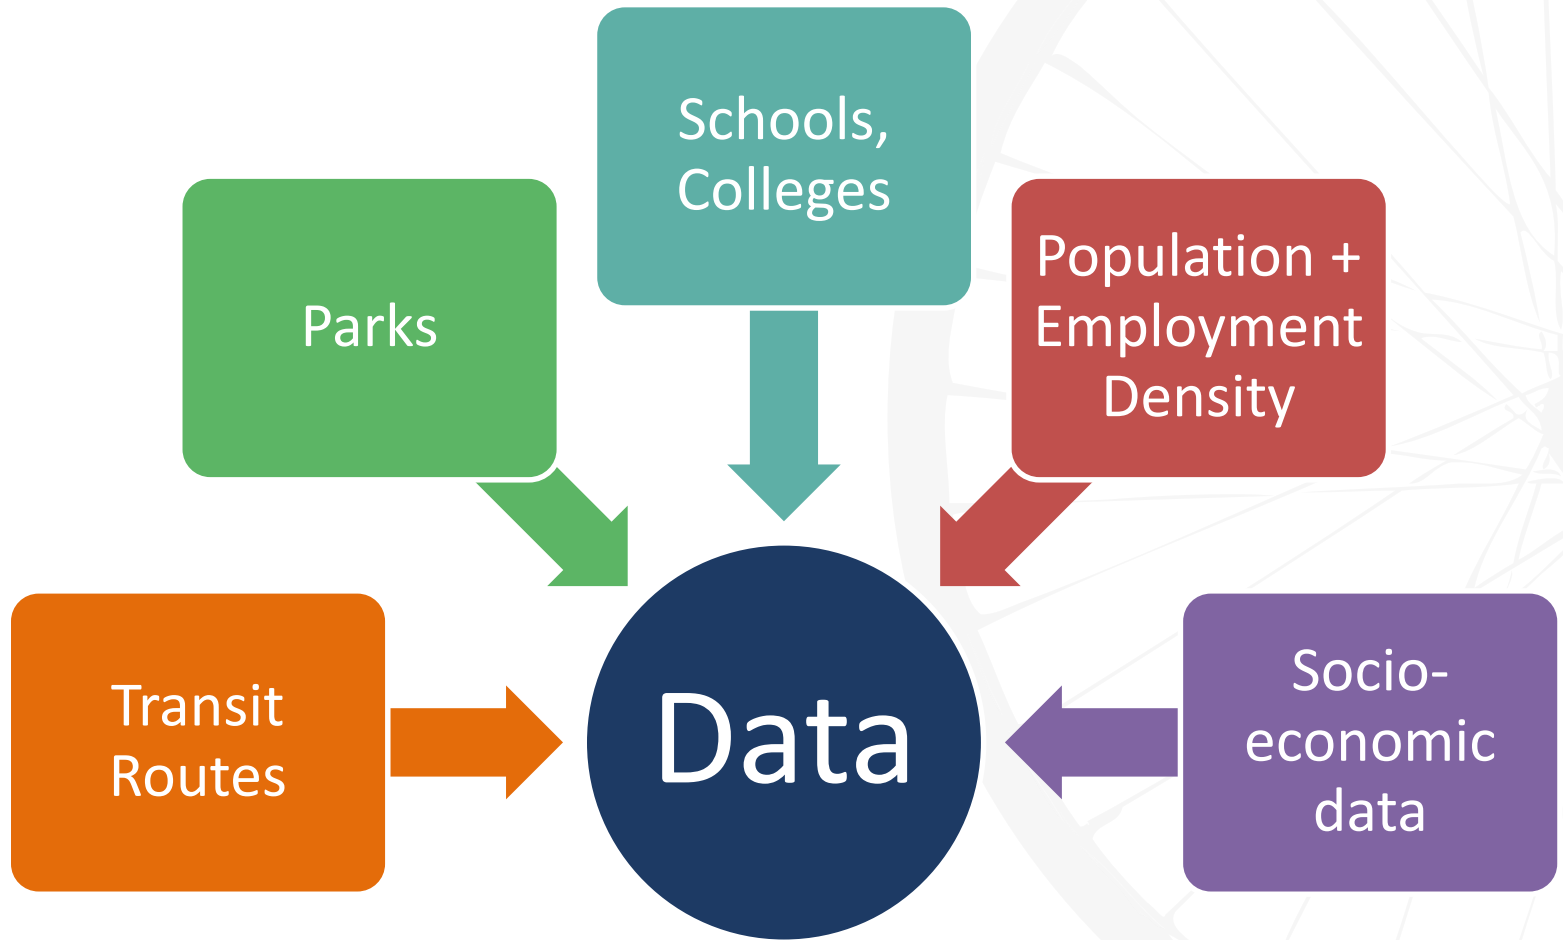 Schools,
Colleges
Parks
Population +
Employment
Density
Transit
Routes
Data
Socio-
economic
data